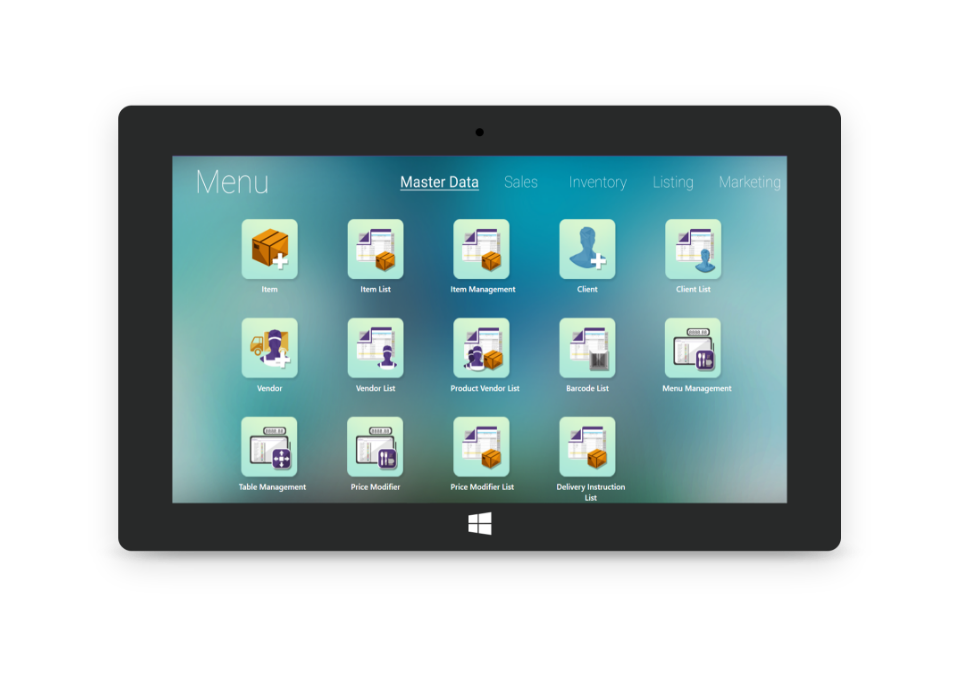 Menu
Master Data Sales Inventory Listing Marketing
Item Item List Item Management Client Client List
Vendor Vendor List Product Vendor List Barcode List Menu Management
Table Management Price Modifier Price Modifier List Delivery Instruction
List